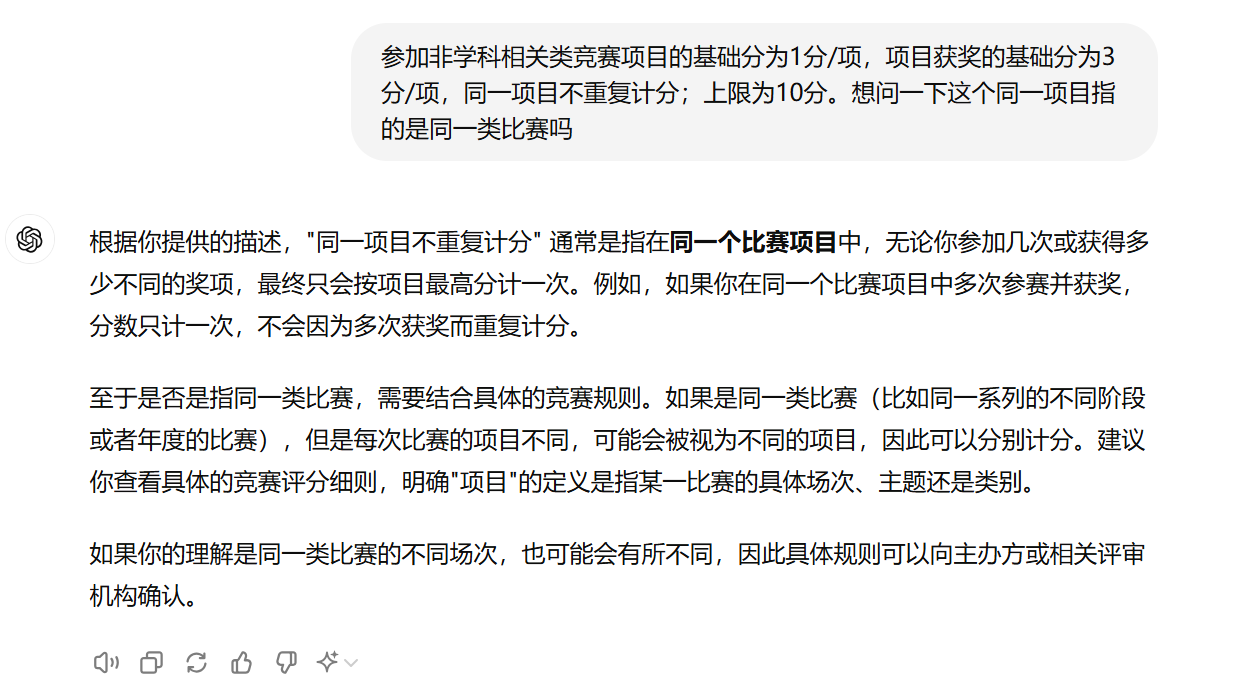 参加非学科相关类竞赛项目的基础分为1分/项，项目获奖的基础分为3
分/项，同一项目不重复计分；上限为10分。想问一下这个同一项目指
的是同一类比赛吗
根据你提供的描述，"同一项目不重复计分" 通常是指在同一个比赛项目中，无论你参加几次或获得多
少不同的奖项，最终只会按项目最高分计一次。例如，如果你在同一个比赛项目中多次参赛并获奖，
分数只计一次，不会因为多次获奖而重复计分。
至于是否是指同一类比赛，需要结合具体的竞赛规则。如果是同一类比赛（比如同一系列的不同阶段
或者年度的比赛），但是每次比赛的项目不同，可能会被视为不同的项目，因此可以分别计分。建议
你查看具体的竞赛评分细则，明确"项目"的定义是指某一比赛的具体场次、主题还是类别。
如果你的理解是同一类比赛的不同场次，也可能会有所不同，因此具体规则可以向主办方或相关评审
机构确认。